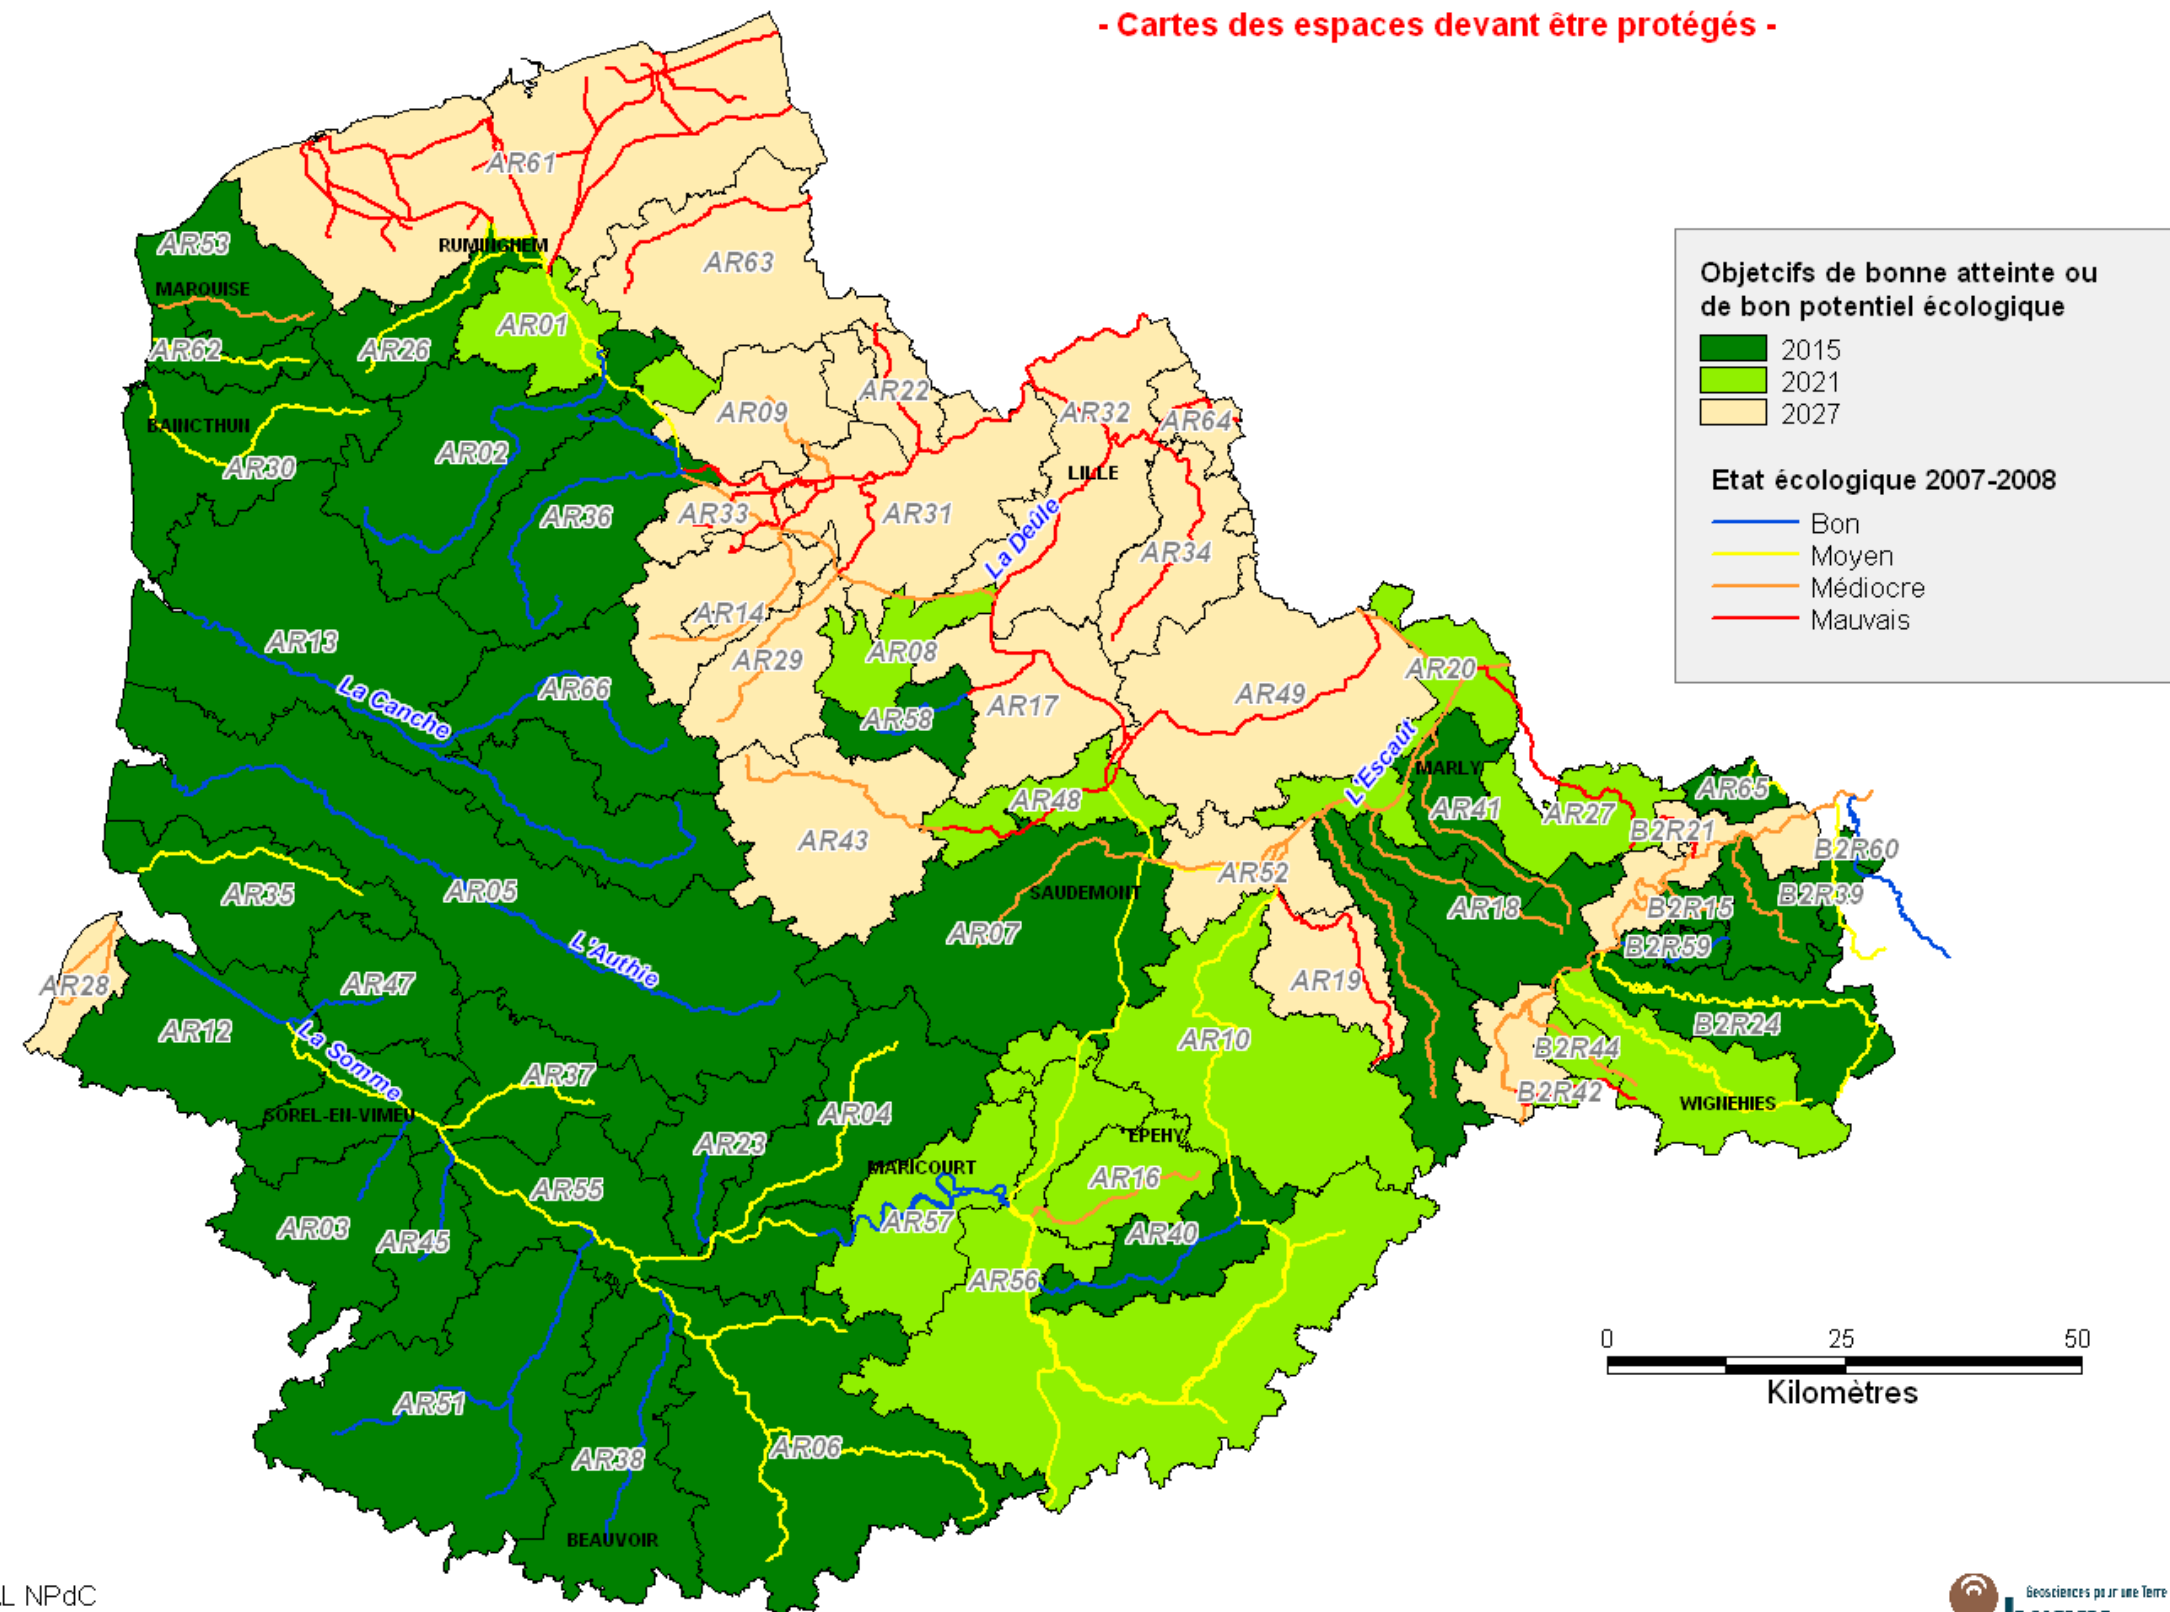 - Cartes des espaces devant être protégés -
AR61
AR53
RUMINGHEM
AR63
MARQUISE
AR01
AR62
AR26
AR22
AR09
AR32
AR64
BAINCTHUN
AR02
AR30
LILLE
AR36
AR33
AR31
La Deûle
AR34
AR14
AR13
AR08
AR29
AR20
AR66
AR49
La Canche
AR58
AR17
L'Escaut
MARLY
AR48
AR41
AR65
AR27
B2R21
AR43
B2R60
AR52
AR35
AR05
SAUDEMONT
B2R39
AR18
B2R15
AR07
B2R59
L'Authie
AR47
AR28
AR19
AR12
La Somme
AR10
B2R24
B2R44
AR37
B2R42
WIGNEHIES
SOREL-EN-VIMEU
AR04
AR23
EPEHY
MARICOURT
AR16
AR55
AR57
AR03
AR45
AR40
AR56
AR51
AR06
AR38
BEAUVOIR
Objetcifs de bonne atteinte ou
de bon potentiel écologique
2015
2021
2027
Etat écologique 2007-2008
Bon
Moyen
Médiocre
Mauvais
0 25 50
Kilomètres
L NPdC
Geosciences pour une Terre